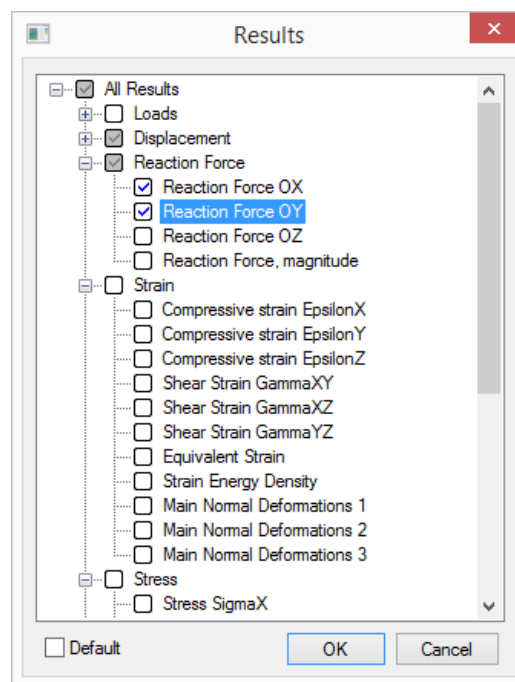 Results
All Results
Loads
Displacement
Reaction Force
Reaction Force OX
Reaction Force OY
Reaction Force OZ
Reaction Force, magnitude
Strain
Compressive strain EpsilonX
Compressive strain EpsilonY
Compressive strain EpsilonZ
Shear Strain GammaXY
Shear Strain GammaXZ
Shear Strain GammaYZ
Equivalent Strain
Strain Energy Density
Main Normal Deformations 1
Main Normal Deformations 2
Main Normal Deformations 3
Stress
Stress SigmaX
Default OK Cancel